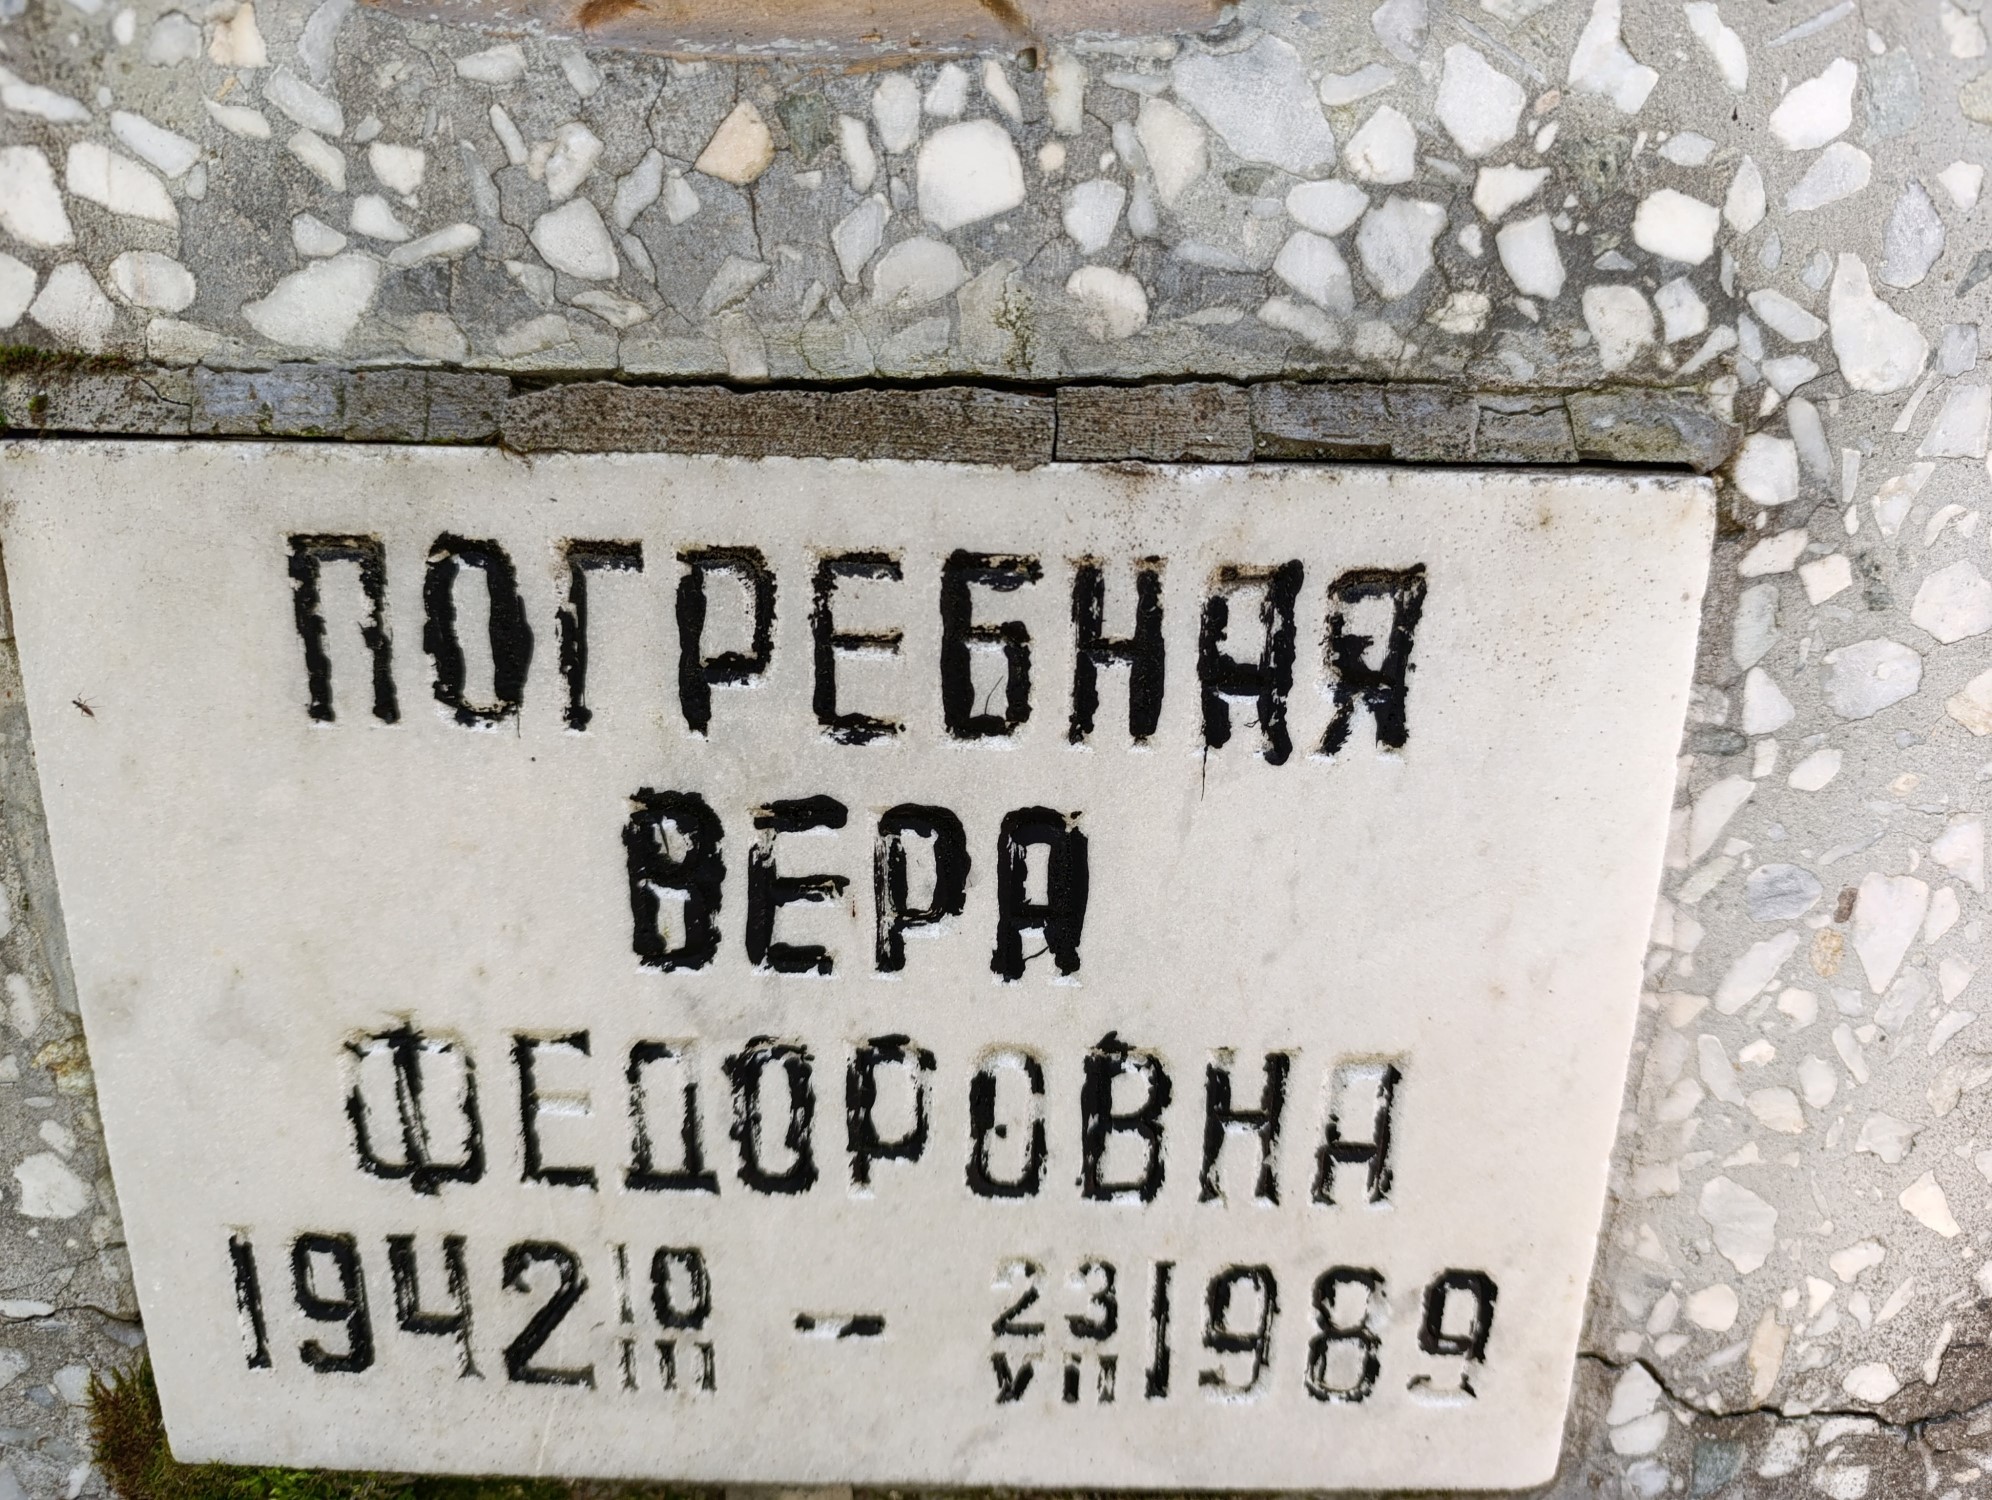 ПОГРЕБНАЯ
ВЕРА
ФЕДОРОВНА
1942 10/III - 23/VII 1989